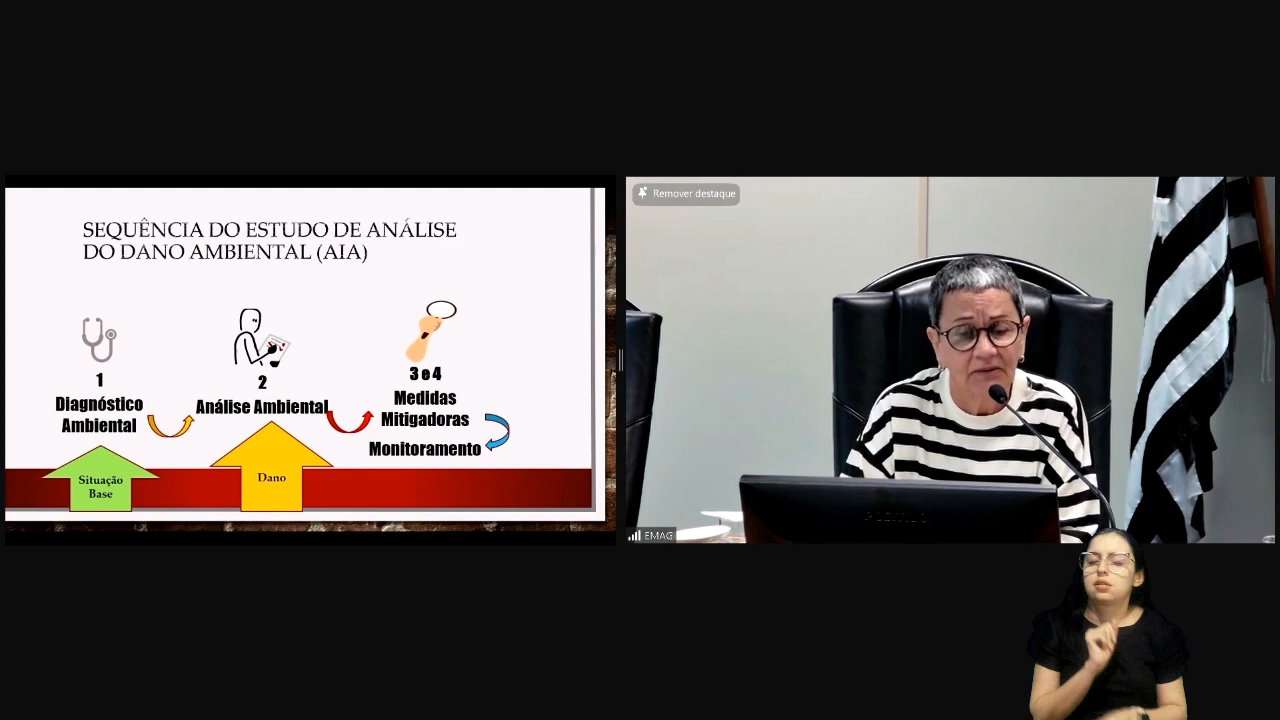 SEQUÊNCIA DO ESTUDO DE ANÁLISE
DO DANO AMBIENTAL (AIA)
1
Diagnóstico
Ambiental
2
Análise Ambiental
3 e 4
Medidas
Mitigadoras
Monitoramento
Situação
Base
Dano
Remover destaque
EMAG